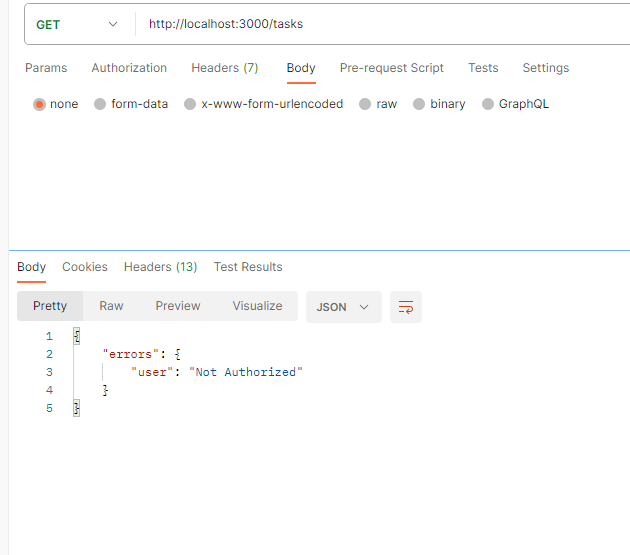 GET http://localhost:3000/tasks
Params Authorization Headers (7) Body Pre-request Script Tests Settings
none form-data x-www-form-urlencoded raw binary GraphQL
Body Cookies Headers (13) Test Results
Pretty Raw Preview Visualize JSON
1 {
2 "errors": {
3 "user": "Not Authorized"
4 }
5 }